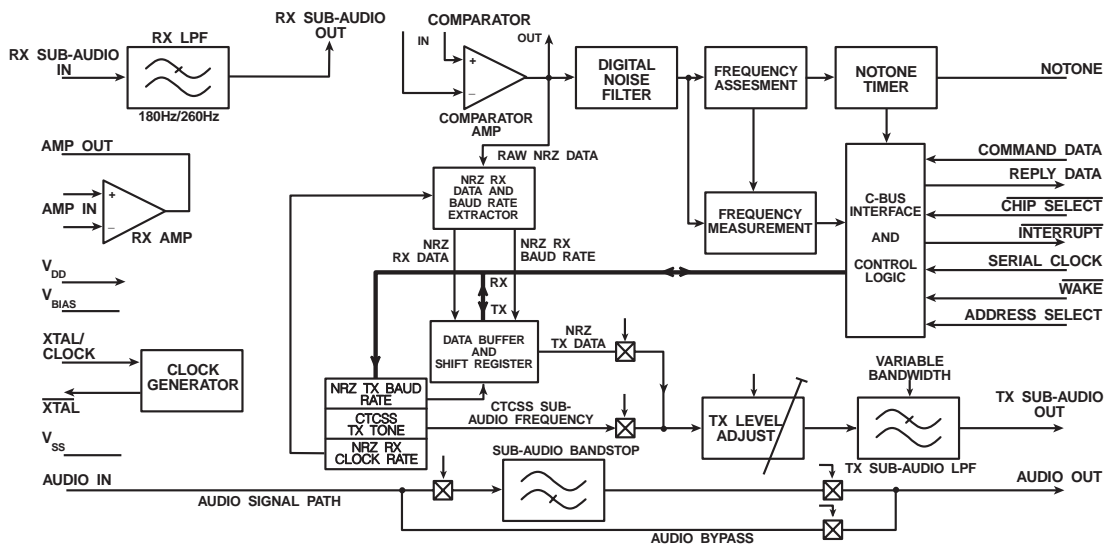 RX SUB-AUDIO
IN
RX LPF
180Hz/260Hz
RX SUB-AUDIO
OUT
COMPARATOR
IN
OUT
+
–
COMPARATOR
AMP
DIGITAL
NOISE
FILTER
FREQUENCY
ASSESMENT
NOTONE
TIMER
NOTONE
AMP OUT
AMP IN
+
–
RX AMP
RAW NRZ DATA
NRZ RX
DATA AND
BAUD RATE
EXTRACTOR
FREQUENCY
MEASUREMENT
C-BUS
INTERFACE
AND
CONTROL
LOGIC
COMMAND DATA
REPLY DATA
CHIP SELECT
INTERRUPT
SERIAL CLOCK
WAKE
ADDRESS SELECT
NRZ
RX DATA
NRZ RX
BAUD RATE
RX
TX
VDD
VBIAS
XTAL/
CLOCK
XTAL
CLOCK
GENERATOR
VSS
DATA BUFFER
AND
SHIFT REGISTER
NRZ
TX DATA
NRZ TX BAUD
RATE
CTCSS
TX TONE
NRZ RX
CLOCK RATE
CTCSS SUB-
AUDIO FREQUENCY
TX LEVEL
ADJUST
VARIABLE
BANDWIDTH
TX SUB-AUDIO LPF
TX SUB-AUDIO
OUT
SUB-AUDIO BANDSTOP
AUDIO IN
AUDIO SIGNAL PATH
AUDIO BYPASS
AUDIO OUT